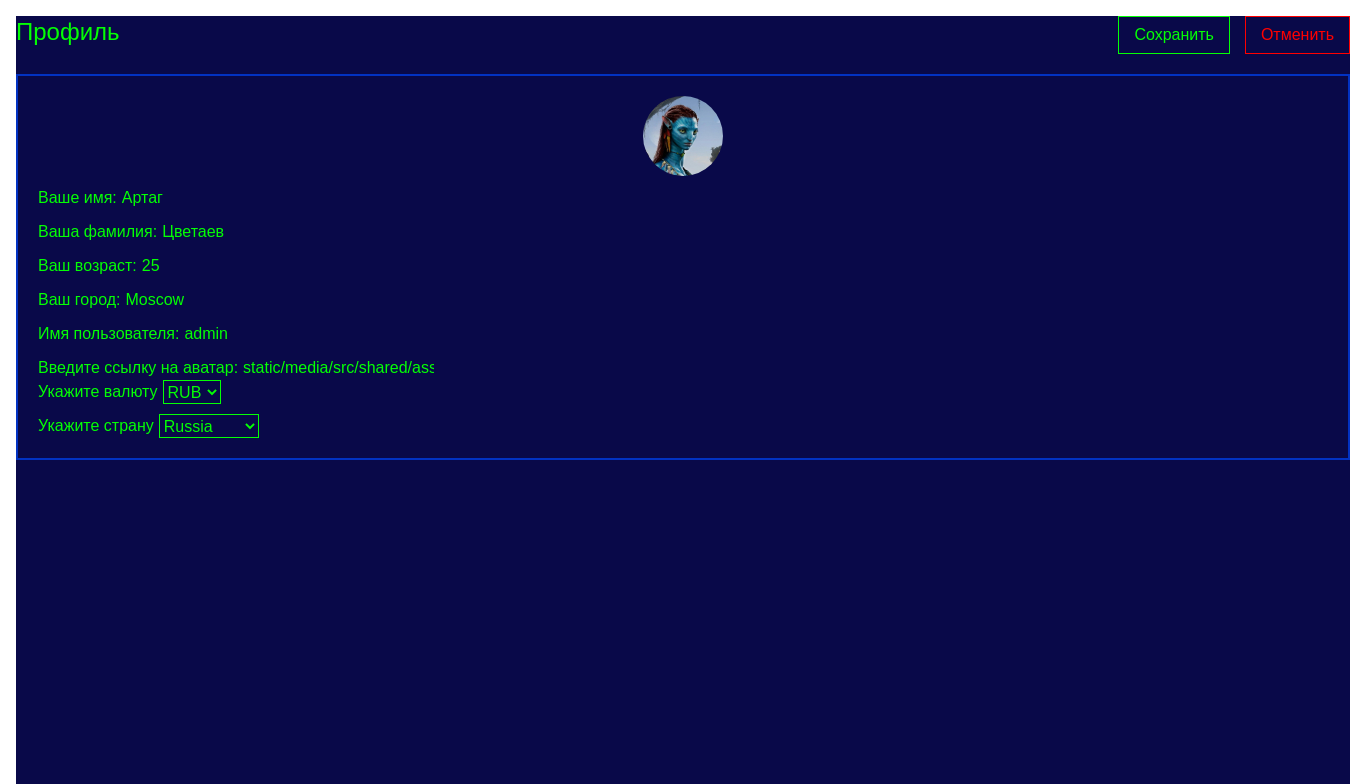 Профиль
Сохранить
Отменить
Ваше имя: Артаг
Ваша фамилия: Цветаев
Ваш возраст: 25
Ваш город: Moscow
Имя пользователя: admin
Введите ссылку на аватар: static/media/src/shared/ass
Укажите валюту RUB
Укажите страну Russia